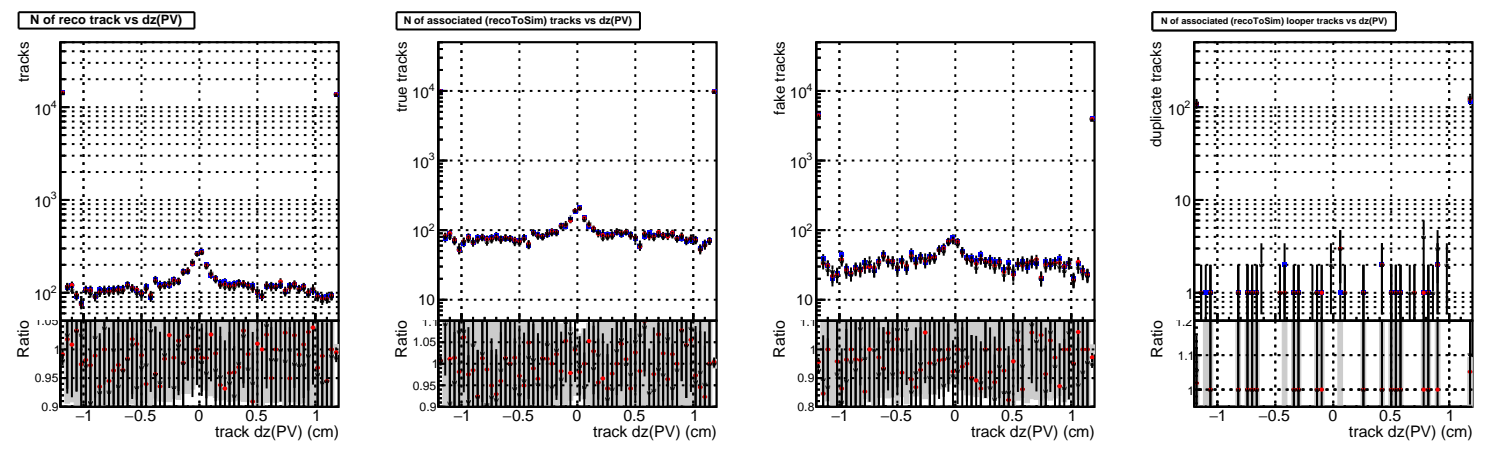 N of reco track vs dz(PV)
tracks
10^4
10^3
10^2
Ratio
1.05
1
0.95
0.9
−1 −0.5 0 0.5 1
track dz(PV) (cm)
N of associated (recoToSim) tracks vs dz(PV)
true tracks
10^4
10^3
10^2
10
Ratio
1.1
1.05
1
0.95
0.9
−1 −0.5 0 0.5 1
track dz(PV) (cm)
fake tracks
10^4
10^3
10^2
10
Ratio
1.1
1
0.9
0.8
−1 −0.5 0 0.5 1
track dz(PV) (cm)
N of associated (recoToSim) looper tracks vs dz(PV)
duplicate tracks
10^2
10
1
Ratio
1.2
1.1
1
−1 −0.5 0 0.5 1
track dz(PV) (cm)